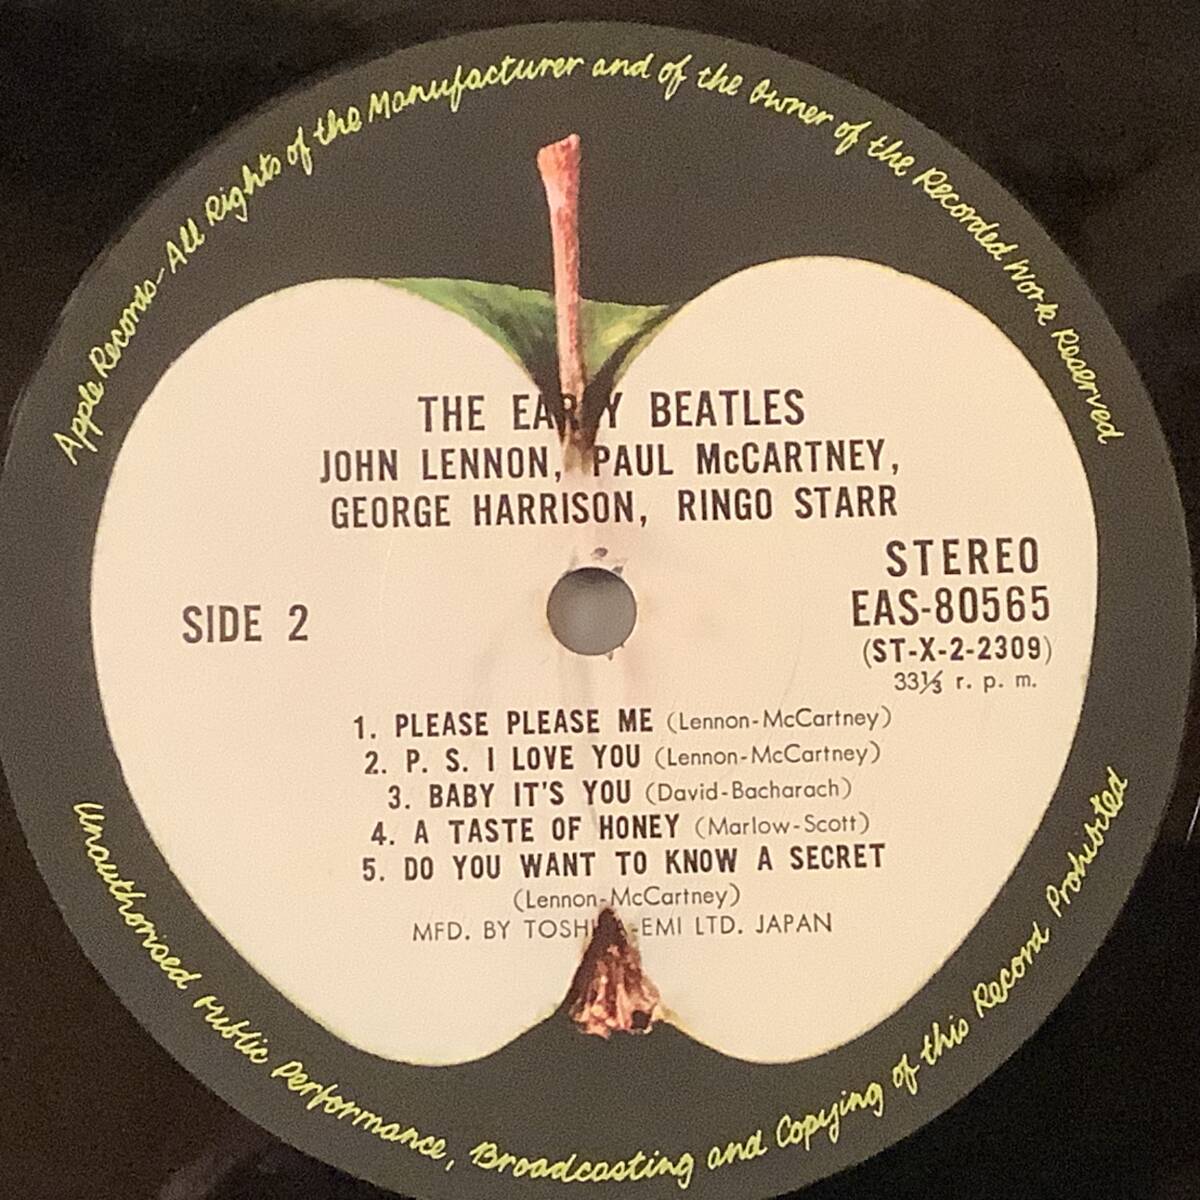 Apple Records-All Rights of the Manufacturer and of the Owner of the Recorded Work Reserved
THE EARLY BEATLES
JOHN LENNON, PAUL McCARTNEY,
GEORGE HARRISON, RINGO STARR
STEREO
EAS-80565
(ST-X-2-2309)
33⅓ r. p. m.
SIDE 2
1. PLEASE PLEASE ME (Lennon-McCartney)
2. P. S. I LOVE YOU (Lennon-McCartney)
3. BABY IT'S YOU (David-Bacharach)
4. A TASTE OF HONEY (Marlow-Scott)
5. DO YOU WANT TO KNOW A SECRET
(Lennon-McCartney)
MFD. BY TOSHIBA-EMI LTD. JAPAN
Unauthorised Public Performance, Broadcasting and Copying of this Record Prohibited